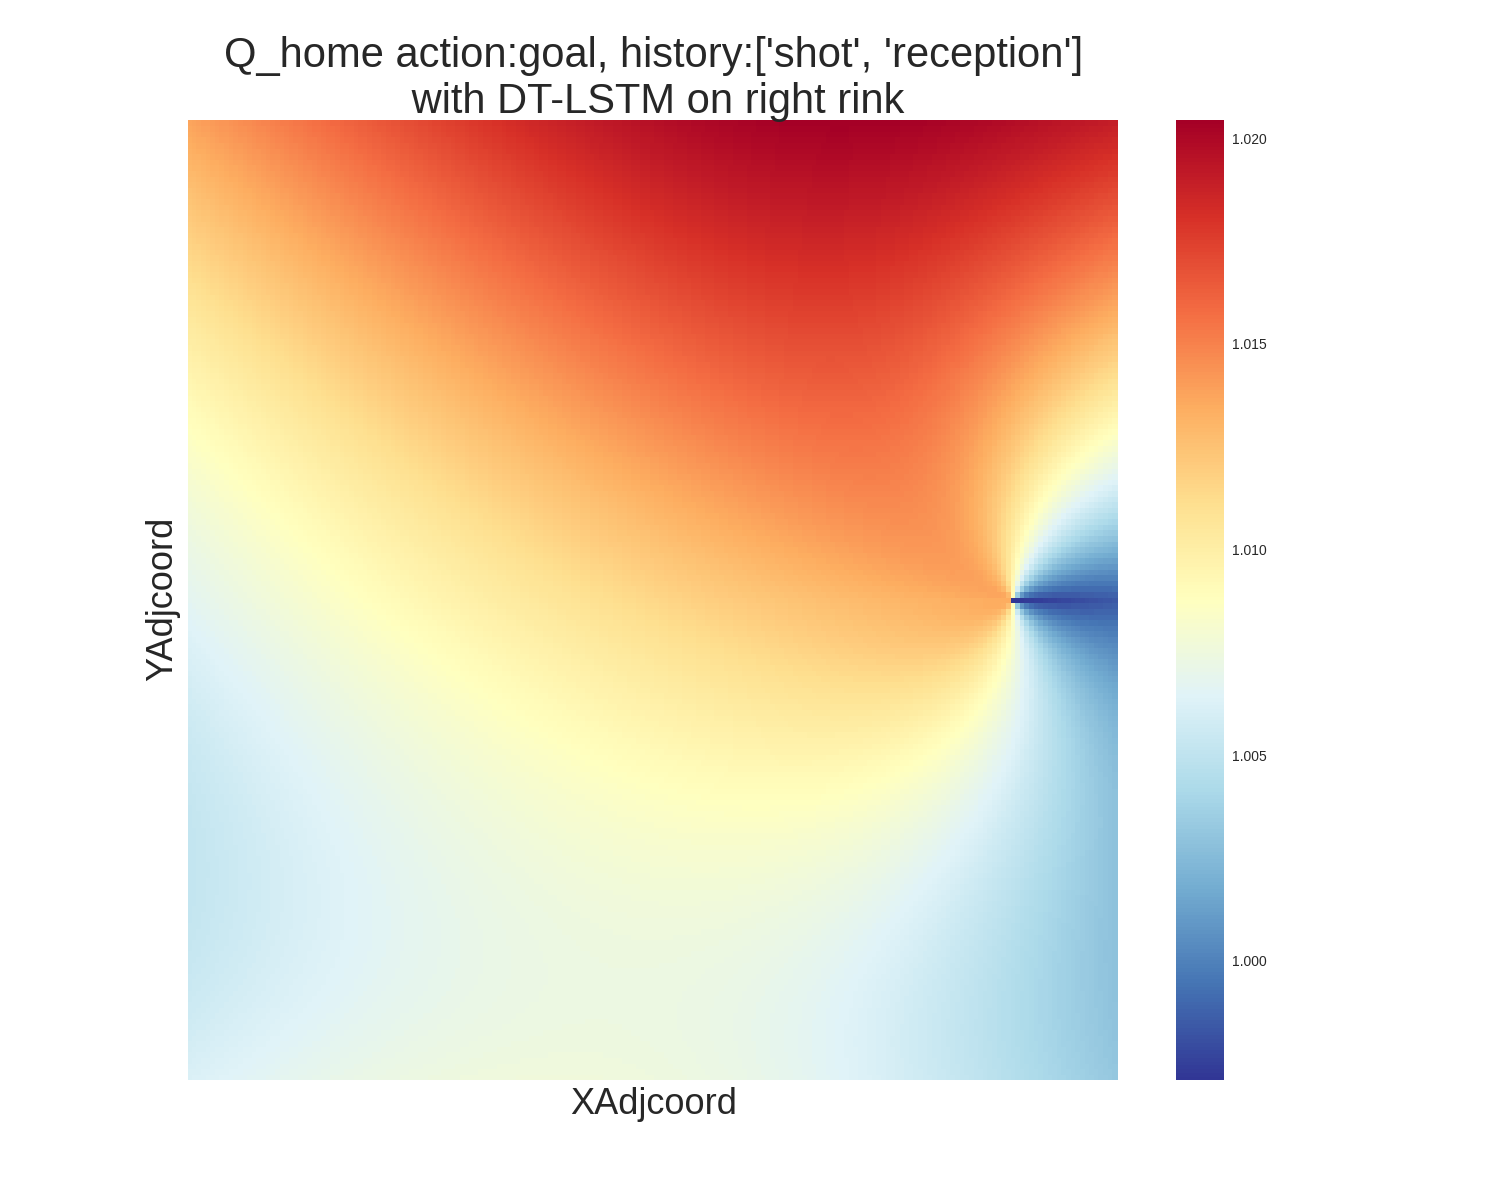 Q_home action:goal, history:['shot', 'reception']
with DT-LSTM on right rink
YAdjcoord
XAdjcoord
1.020
1.015
1.010
1.005
1.000